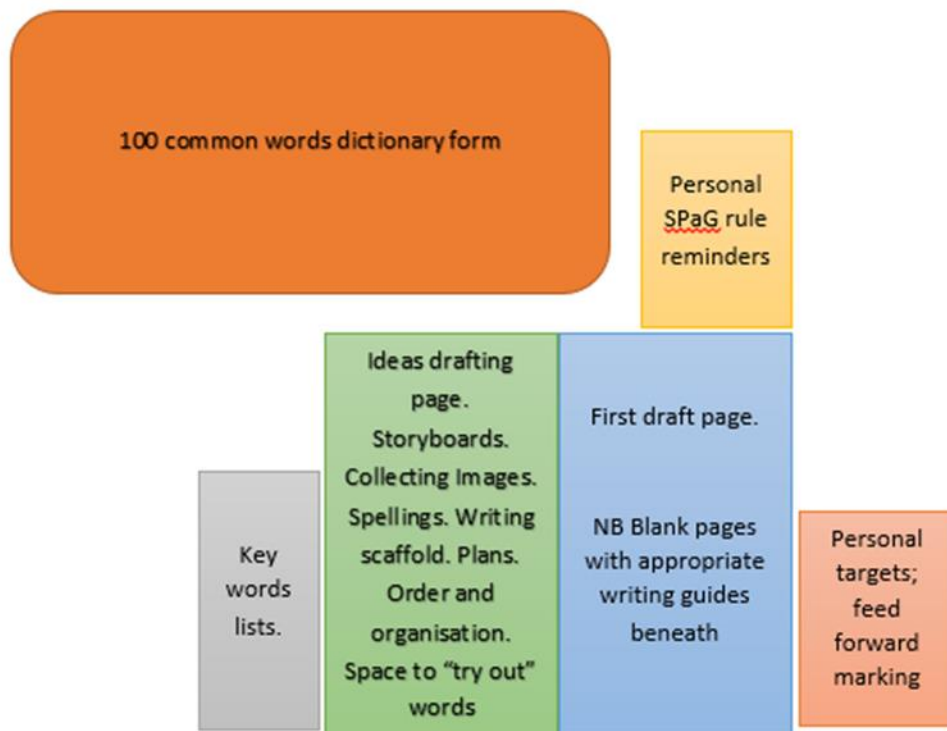 100 common words dictionary form
Personal
SPaG rule
reminders
Ideas drafting
page.
Storyboards.
Collecting Images.
Spellings. Writing
scaffold. Plans.
Order and
organisation.
Space to “try out”
words
First draft page.
NB Blank pages
with appropriate
writing guides
beneath
Key
words
lists.
Personal
targets;
feed
forward
marking